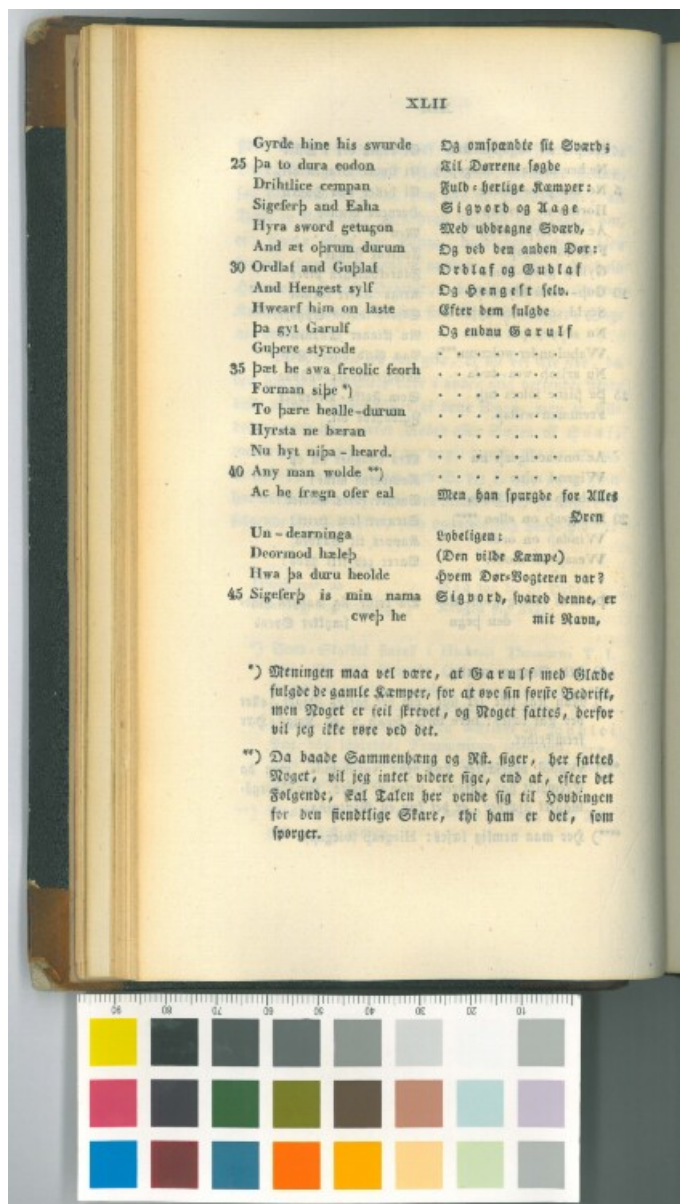 XLII
Gyrde hine his swurde Og omspændte sit Sværd;
25 Þa to dura eodon Til Dørrene søgde
Drihtlice cempan Fuld-herlige Kæmper:
Sigeferþ and Eaha Sigvord og Aage
Hyra sword getugon Med uddragne Sværd,
And æt oþrum durum Og ved den anden Dør:
30 Ordlaf and Guþlaf Ordlaf og Gudlaf
And Hengest sylf Og Hengest selv.
Hwearf him on laste Efter dem fulgde
Þa gyt Garulf Og endnu Garulf
Guþere styrode . . . . . . .
35 Þæt he swa freolic feorh . . . . . . .
Forman siþe *) . . . . . . .
To þære healle-durum . . . . . . .
Hyrsta ne bæran . . . . . . .
Nu hyt niþa-heard. . . . . . . .
40 Any man wolde **) . . . . . . .
Ac he frægn ofer eal Men han spurgde for Alles
Øren
Un-dearninga Lydeligen:
Deormod hæleþ (Den vilde Kæmpe)
Hwa þa duru heolde Hvem Dør-Vogteren var?
45 Sigeferþ is min nama Sigvord, svared denne, er
cweþ he mit Navn,
*) Meningen maa vel være, at Garulf med Glæde
fulgde de gamle Kæmper, for at øve sin første Bedrift,
men Noget er feil skrevet, og Noget fattes, derfor
vil jeg ikke røre ved det.
**) Da baade Sammenhæng og Rst. siger, her fattes
Noget, vil jeg intet videre sige, end at, efter det
Følgende, skal Talen her vende sig til Høvdingen
for den fiendtlige Skare, thi ham er det, som
spørger.
90 80 70 60 50 40 30 20 10